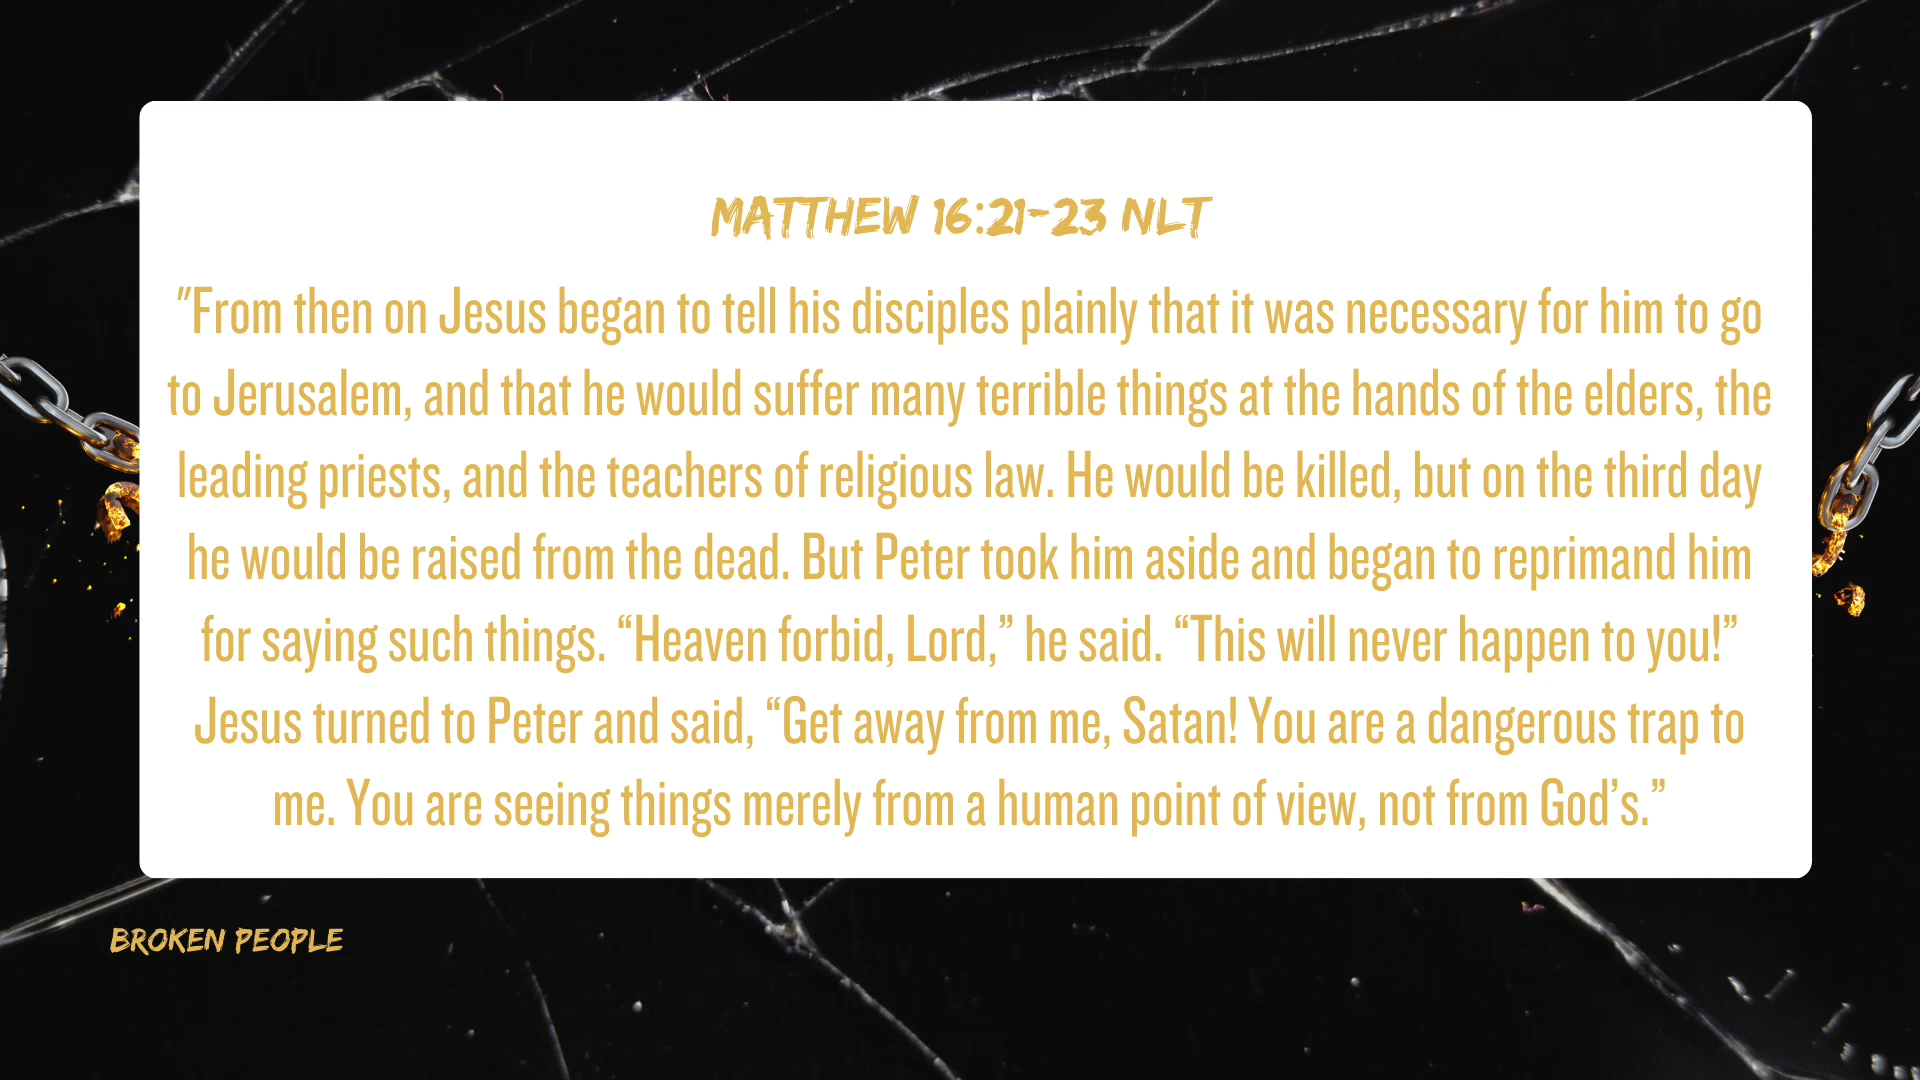 MATTHEW 16:21-23 NLT
"From then on Jesus began to tell his disciples plainly that it was necessary for him to go
to Jerusalem, and that he would suffer many terrible things at the hands of the elders, the
leading priests, and the teachers of religious law. He would be killed, but on the third day
he would be raised from the dead. But Peter took him aside and began to reprimand him
for saying such things. “Heaven forbid, Lord,” he said. “This will never happen to you!”
Jesus turned to Peter and said, “Get away from me, Satan! You are a dangerous trap to
me. You are seeing things merely from a human point of view, not from God’s.”
BROKEN PEOPLE